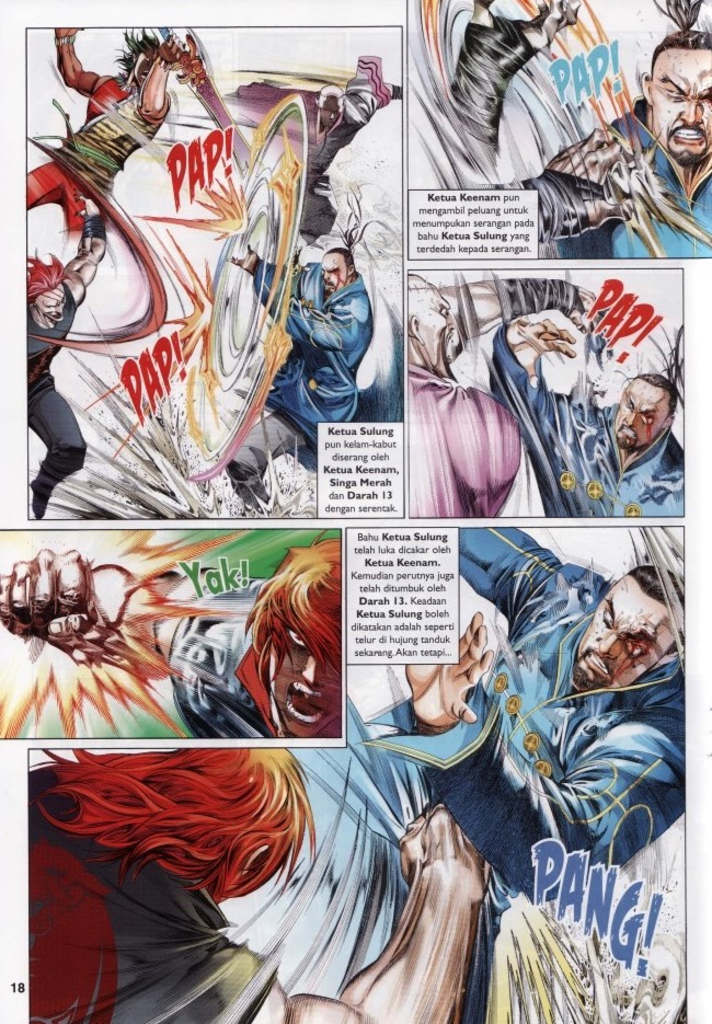 PAP!
PAP!
Ketua Sulung
pun kelam-kabut
diserang oleh
Ketua Keenam,
Singa Merah
dan Darah 13
dengan serentak.
PAP!
Ketua Keenam pun
mengambil peluang untuk
menumpukan serangan pada
bahu Ketua Sulung yang
terdedah kepada serangan.
PAP!
Yak!
Bahu Ketua Sulung
telah luka dicakar oleh
Ketua Keenam.
Kemudian perutnya juga
telah ditumbuk oleh
Darah 13. Keadaan
Ketua Sulung boleh
dikatakan adalah seperti
telur di hujung tanduk
sekarang. Akan tetapi...
PANG!
18